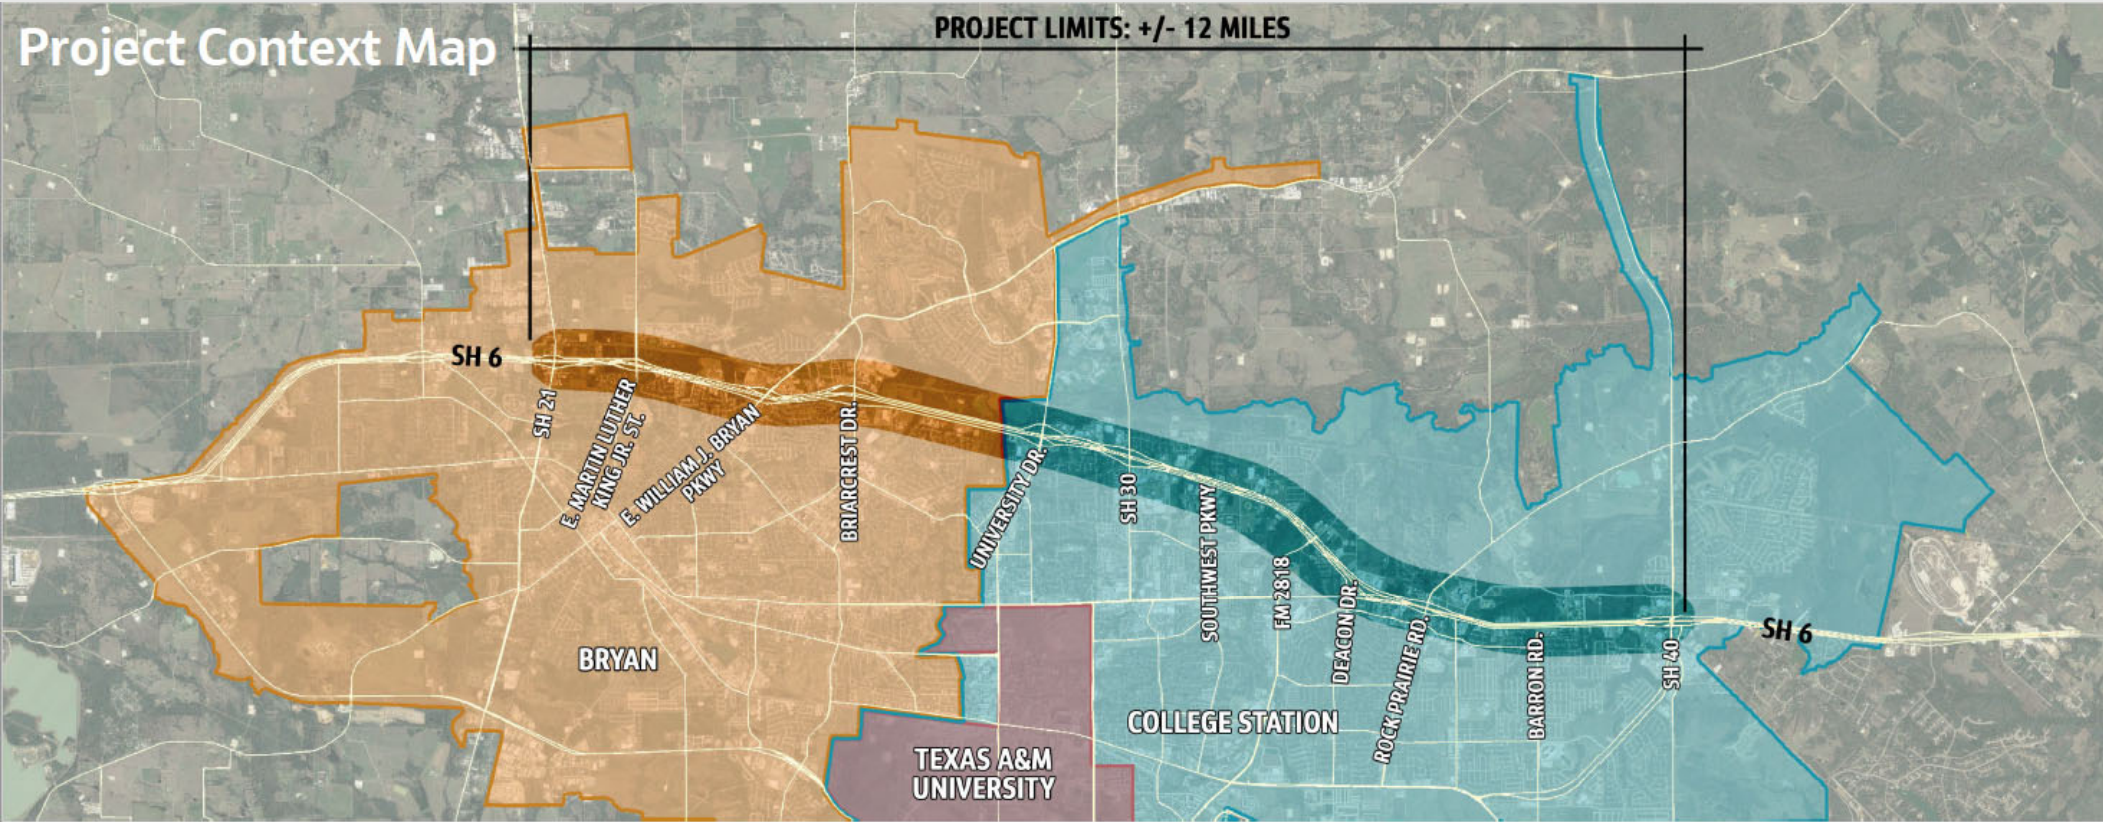 PROJECT LIMITS: +/- 12 MILES
Project Context Map
SH 6
SH 21
E. MARTIN LUTHER
KING JR. ST.
E. WILLIAM J. BRYAN
PKWY
BRIARCREST DR.
UNIVERSITY DR.
SH 30
SOUTHWEST PKWY
FM 2818
DEACON DR.
ROCK PRAIRIE RD.
BARRON RD.
SH 40
SH 6
BRYAN
COLLEGE STATION
TEXAS A&M
UNIVERSITY